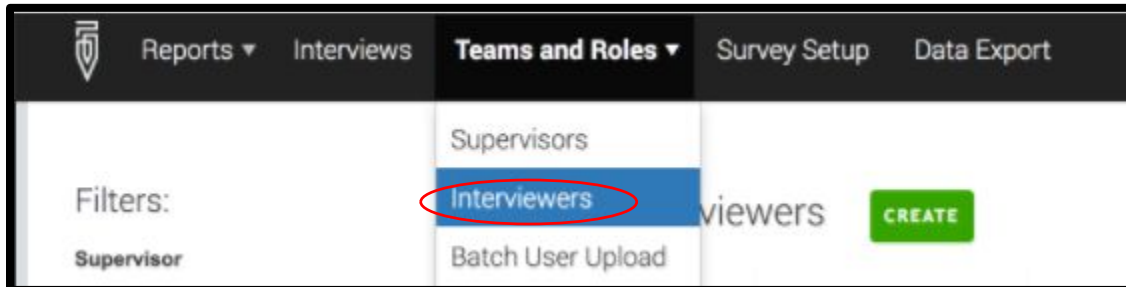 Reports ▾ Interviews Teams and Roles ▾ Survey Setup Data Export
Supervisors
Filters: Interviewers viewers CREATE
Supervisor Batch User Upload